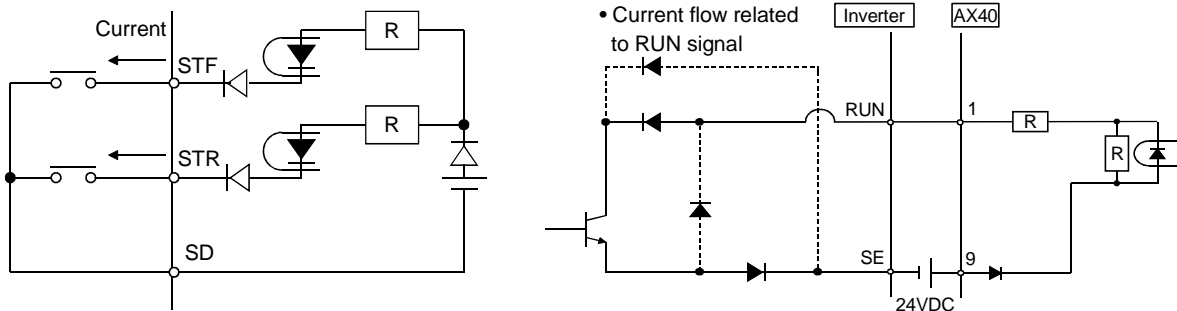 Current
STF
R
STR
R
SD
• Current flow related
to RUN signal
Inverter
AX40
RUN
1
R
R
SE
9
24VDC